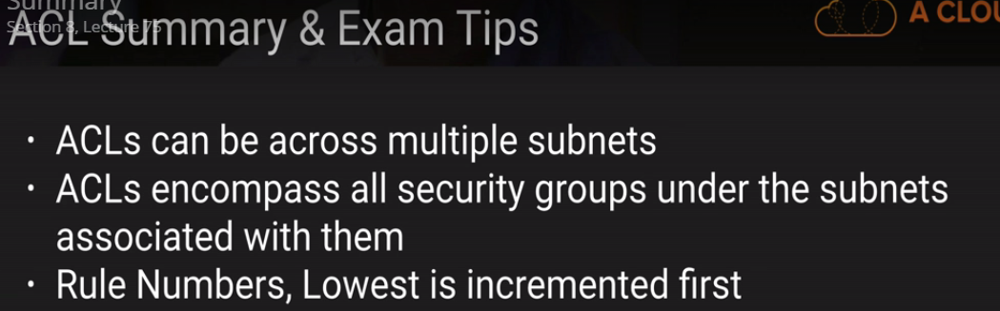 Summary
Section 8, Lecture 75
ACL Summary & Exam Tips
A CLOU
• ACLs can be across multiple subnets
• ACLs encompass all security groups under the subnets
associated with them
• Rule Numbers, Lowest is incremented first